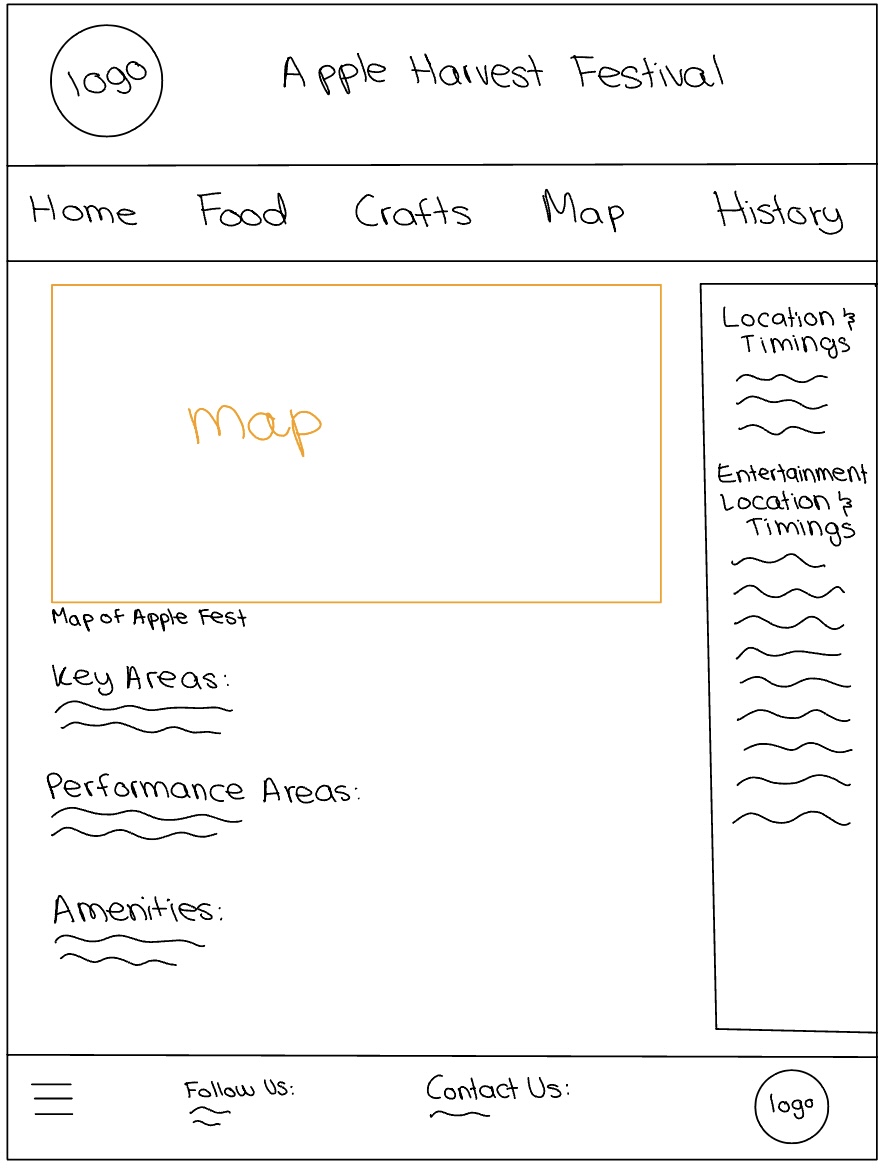 logo
Apple Harvest Festival
Home Food Crafts Map History
Map
Map of Apple Fest
Key Areas:
Performance Areas:
Amenities:
Location &
Timings
Entertainment
Location &
Timings
Follow Us:
Contact Us:
logo